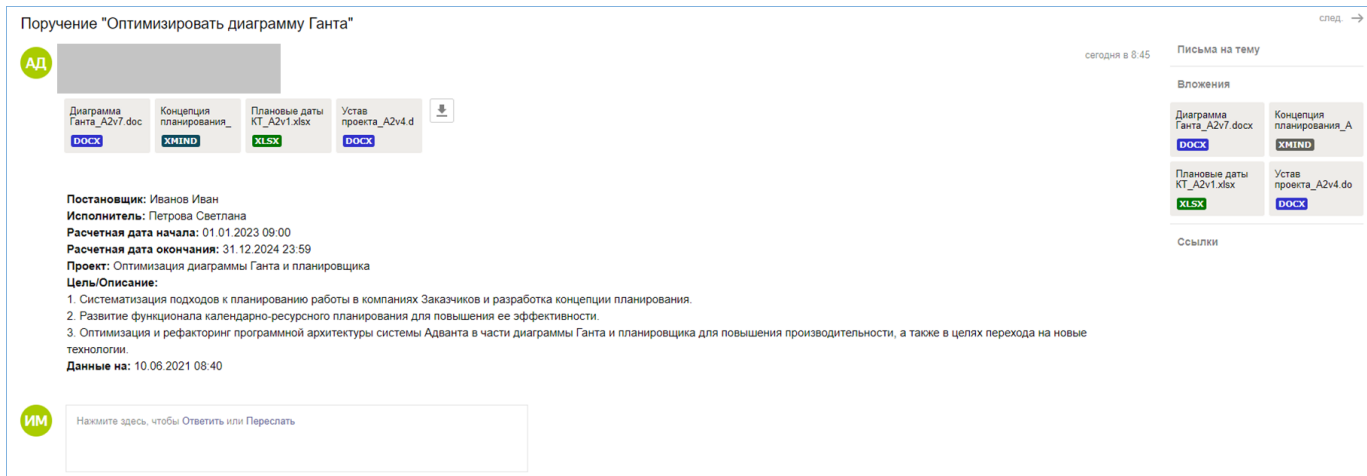 Поручение "Оптимизировать диаграмму Ганта"
след. →
АД
сегодня в 8:45
Диаграмма
Ганта_A2v7.doc
DOCX
Концепция
планирования_
XMIND
Плановые даты
КТ_A2v1.xlsx
XLSX
Устав
проекта_A2v4.d
DOCX
Постановщик: Иванов Иван
Исполнитель: Петрова Светлана
Расчетная дата начала: 01.01.2023 09:00
Расчетная дата окончания: 31.12.2024 23:59
Проект: Оптимизация диаграммы Ганта и планировщика
Цель/Описание:
1. Систематизация подходов к планированию работы в компаниях Заказчиков и разработка концепции планирования.
2. Развитие функционала календарно-ресурсного планирования для повышения ее эффективности.
3. Оптимизация и рефакторинг программной архитектуры системы Адванта в части диаграммы Ганта и планировщика для повышения производительности, а также в целях перехода на новые
технологии.
Данные на: 10.06.2021 08:40
ИМ
Нажмите здесь, чтобы Ответить или Переслать
Письма на тему
Вложения
Диаграмма
Ганта_A2v7.docx
DOCX
Концепция
планирования_A
XMIND
Плановые даты
КТ_A2v1.xlsx
XLSX
Устав
проекта_A2v4.do
DOCX
Ссылки